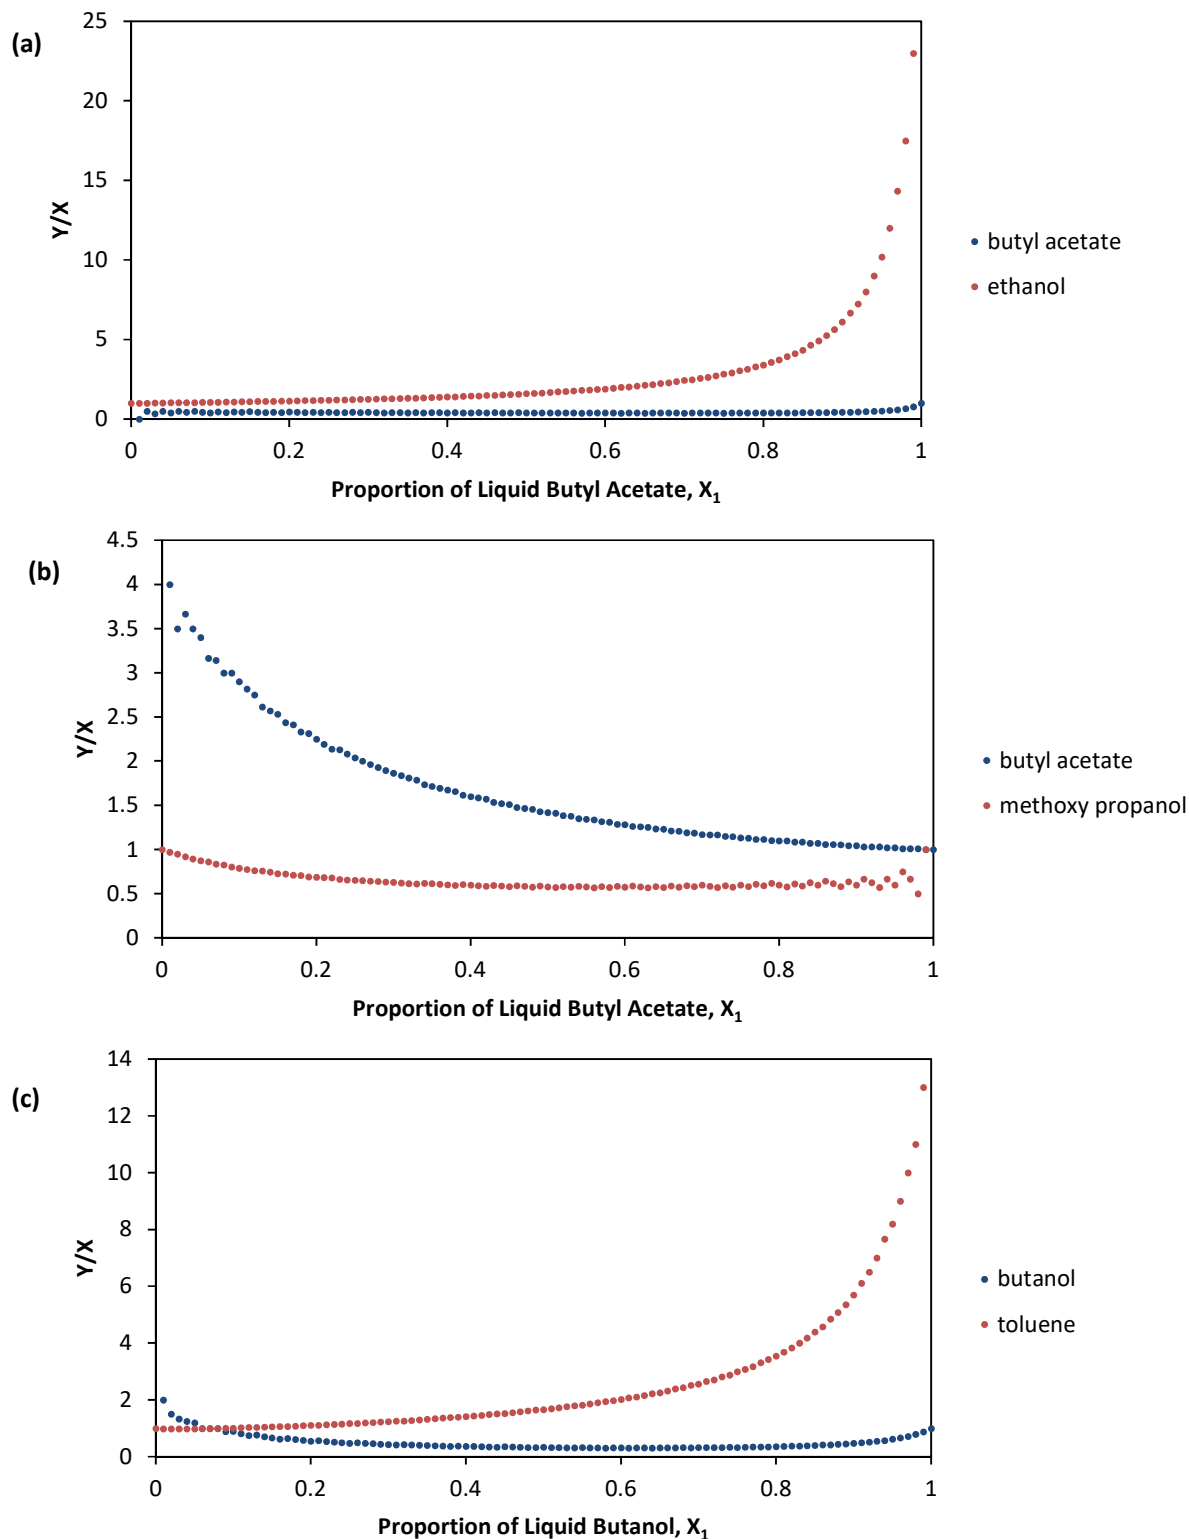 (a)
25
20
15
10
5
0
Y/X
0 0.2 0.4 0.6 0.8 1
Proportion of Liquid Butyl Acetate, X₁
butyl acetate
ethanol
(b)
4.5
4
3.5
3
2.5
2
1.5
1
0.5
0
Y/X
0 0.2 0.4 0.6 0.8 1
Proportion of Liquid Butyl Acetate, X₁
butyl acetate
methoxy propanol
(c)
14
12
10
8
6
4
2
0
Y/X
0 0.2 0.4 0.6 0.8 1
Proportion of Liquid Butanol, X₁
butanol
toluene